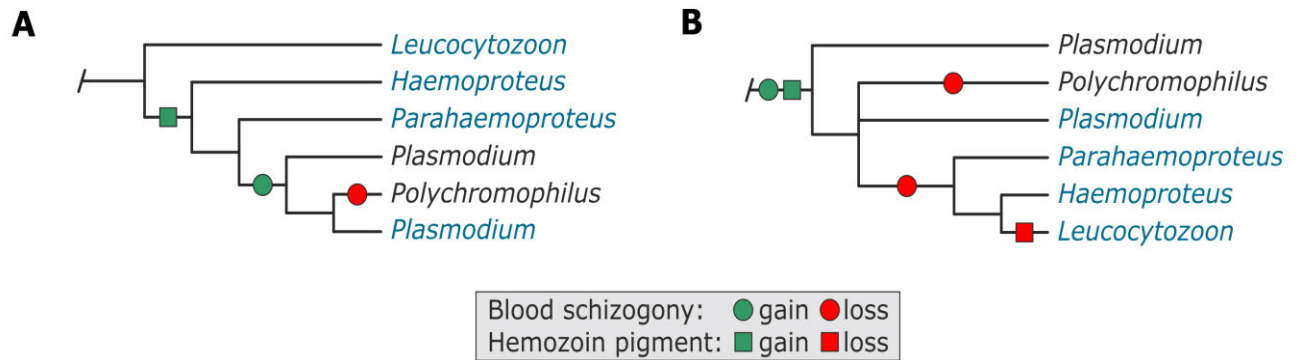 A
Leucocytozoon
Haemoproteus
Parahaemoproteus
Plasmodium
Polychromophilus
Plasmodium
B
Plasmodium
Polychromophilus
Plasmodium
Parahaemoproteus
Haemoproteus
Leucocytozoon
Blood schizogony: gain loss
Hemozoin pigment: gain loss